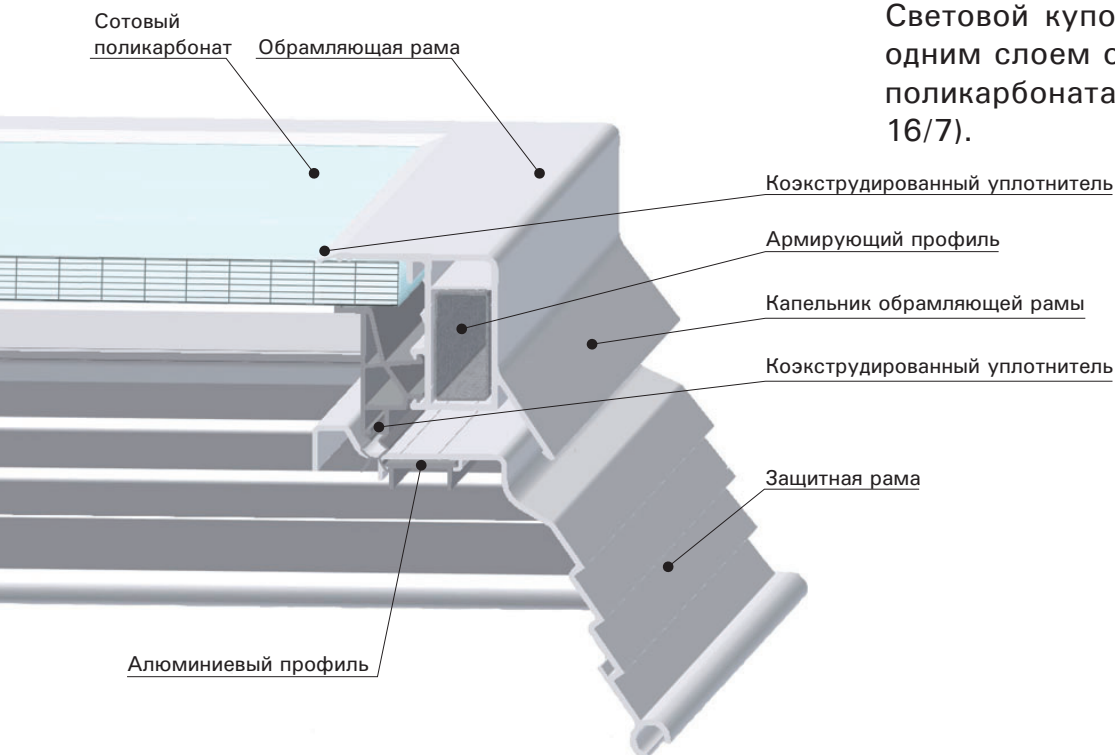 Сотовый
поликарбонат
Обрамляющая рама
Световой
одним слоем
поликарбоната
16/7).
Коэкструдированный уплотнитель
Армирующий профиль
Капельник обрамляющей рамы
Коэкструдированный уплотнитель
Защитная рама
Алюминиевый профиль